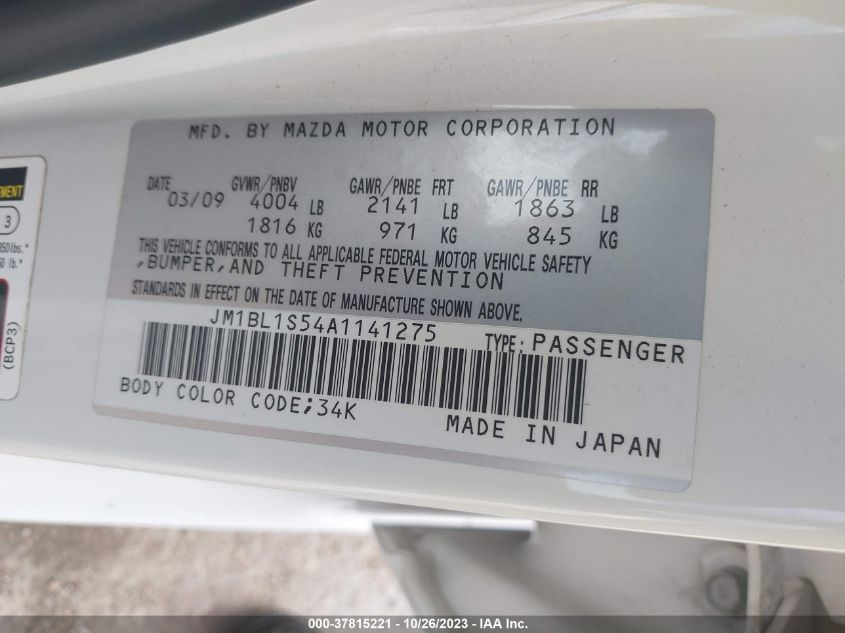 MFD. BY MAZDA MOTOR CORPORATION
DATE GVWR/PNBV GAWR/PNBE FRT GAWR/PNBE RR
03/09 4004 LB 2141 LB 1863 LB
1816 KG 971 KG 845 KG
THIS VEHICLE CONFORMS TO ALL APPLICABLE FEDERAL MOTOR VEHICLE SAFETY
,BUMPER,AND THEFT PREVENTION
STANDARDS IN EFFECT ON THE DATE OF MANUFACTURE SHOWN ABOVE.
JM1BL1S54A1141275 TYPE: PASSENGER
BODY COLOR CODE;34K
MADE IN JAPAN
3
(BCP3)
000-37815221 - 10/26/2023 - IAA Inc.